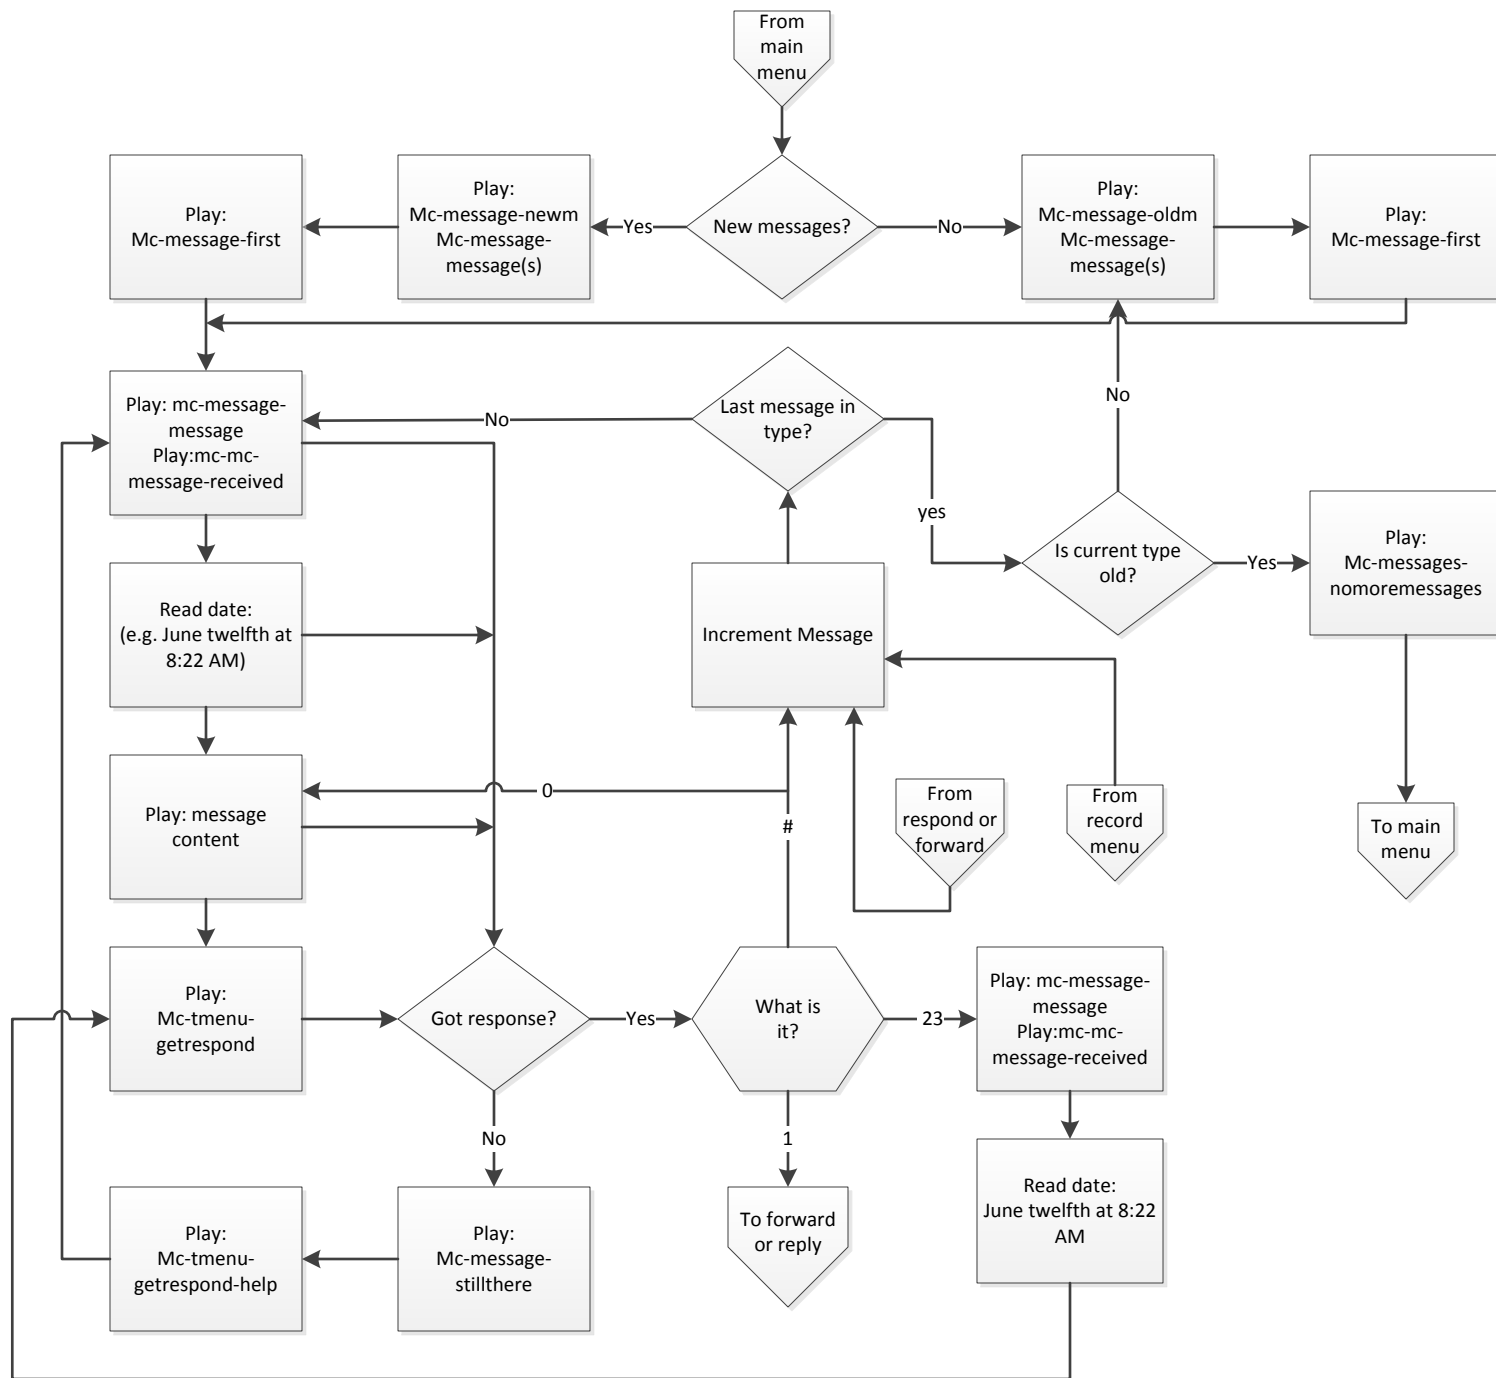 From
main
menu
Play:
Mc-message-first
Play:
Mc-message-newm
Mc-message-
message(s)
Yes
New messages?
No
Play:
Mc-message-oldm
Mc-message-
message(s)
Play:
Mc-message-first
Play: mc-message-
message
Play:mc-mc-
message-received
No
Last message in
type?
No
yes
Is current type
old?
Yes
Play:
Mc-messages-
nomoremessages
Read date:
(e.g. June twelfth at
8:22 AM)
Increment Message
Play: message
content
0
#
From
respond or
forward
From
record
menu
To main
menu
Play:
Mc-tmenu-
getrespond
Got response?
Yes
What is
it?
23
Play: mc-message-
message
Play:mc-mc-
message-received
No
1
Play:
Mc-tmenu-
getrespond-help
Play:
Mc-message-
stillthere
To forward
or reply
Read date:
June twelfth at 8:22
AM